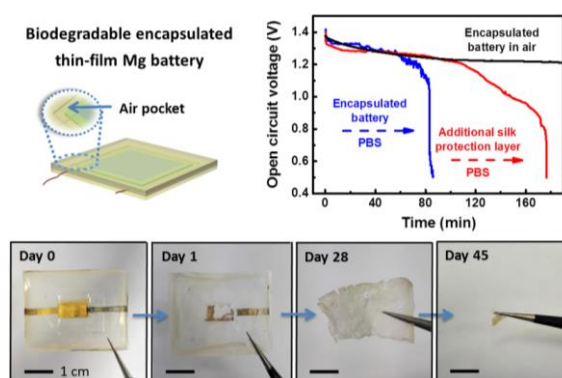 Biodegradable encapsulated
thin-film Mg battery
Air pocket
Open circuit voltage (V)
1.4
1.2
1.0
0.8
0.6
0.4
Encapsulated
battery in air
Encapsulated
battery
PBS
Additional silk
protection layer
PBS
0 40 80 120 160
Time (min)
Day 0
1 cm
Day 1
Day 28
Day 45